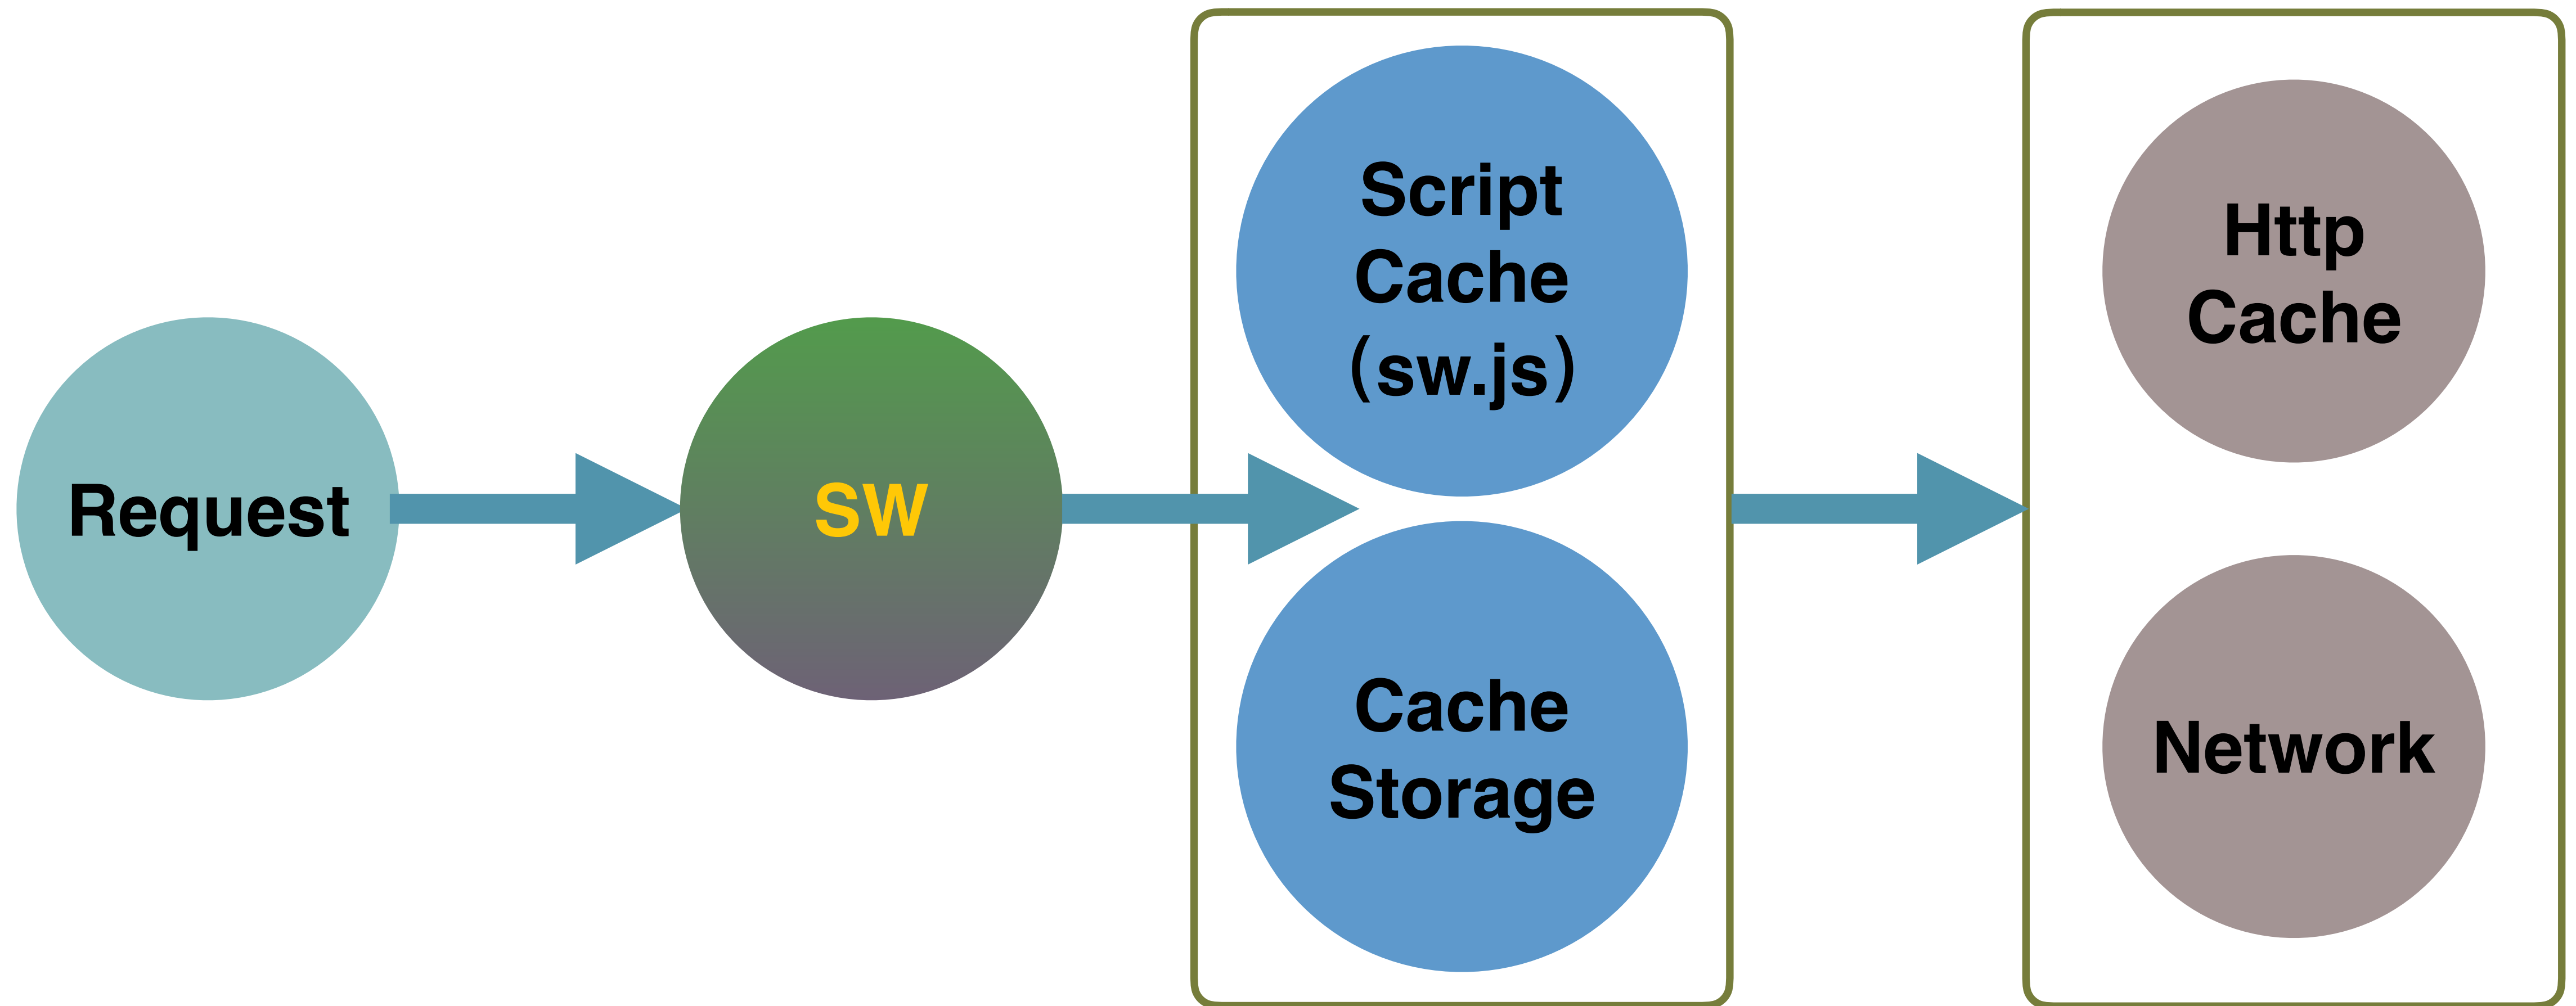 Request
SW
Script
Cache
(sw.js)
Cache
Storage
Http
Cache
Network